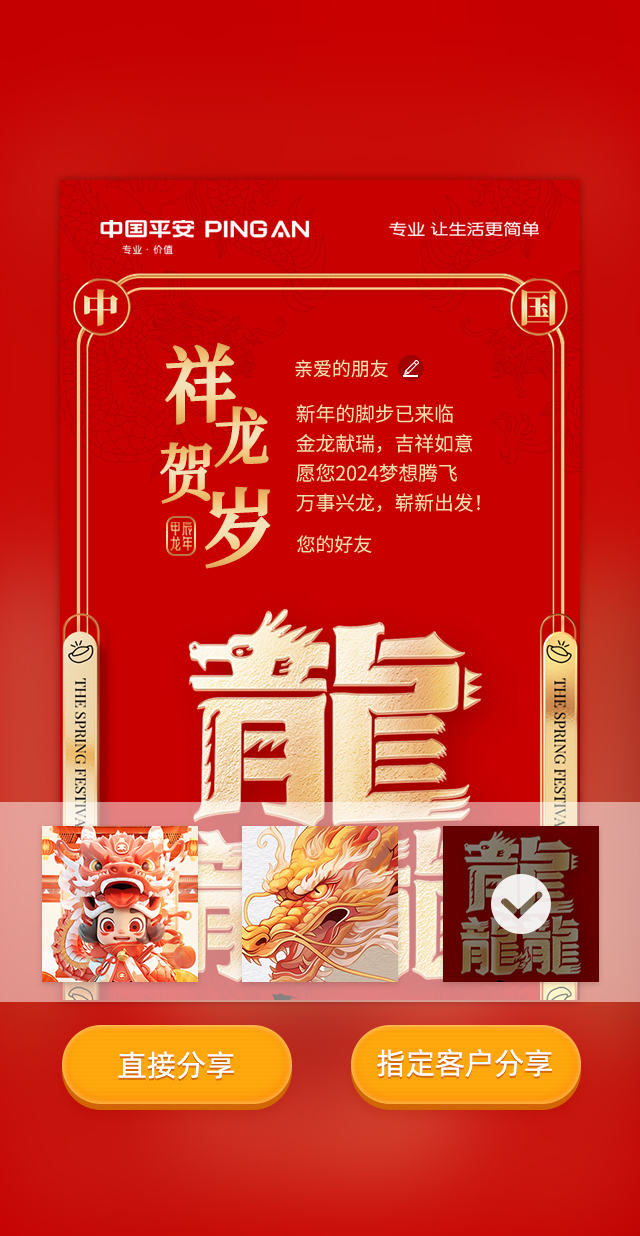 中国平安 PING AN
专业 · 价值
专业 让生活更简单
中
国
祥龙贺岁
甲辰龙年
亲爱的朋友
新年的脚步已来临
金龙献瑞，吉祥如意
愿您2024梦想腾飞
万事兴龙，崭新出发！
您的好友
龍
龍龍
THE SPRING FESTIVA
THE SPRING FESTIVA
龍
龍龍
直接分享
指定客户分享